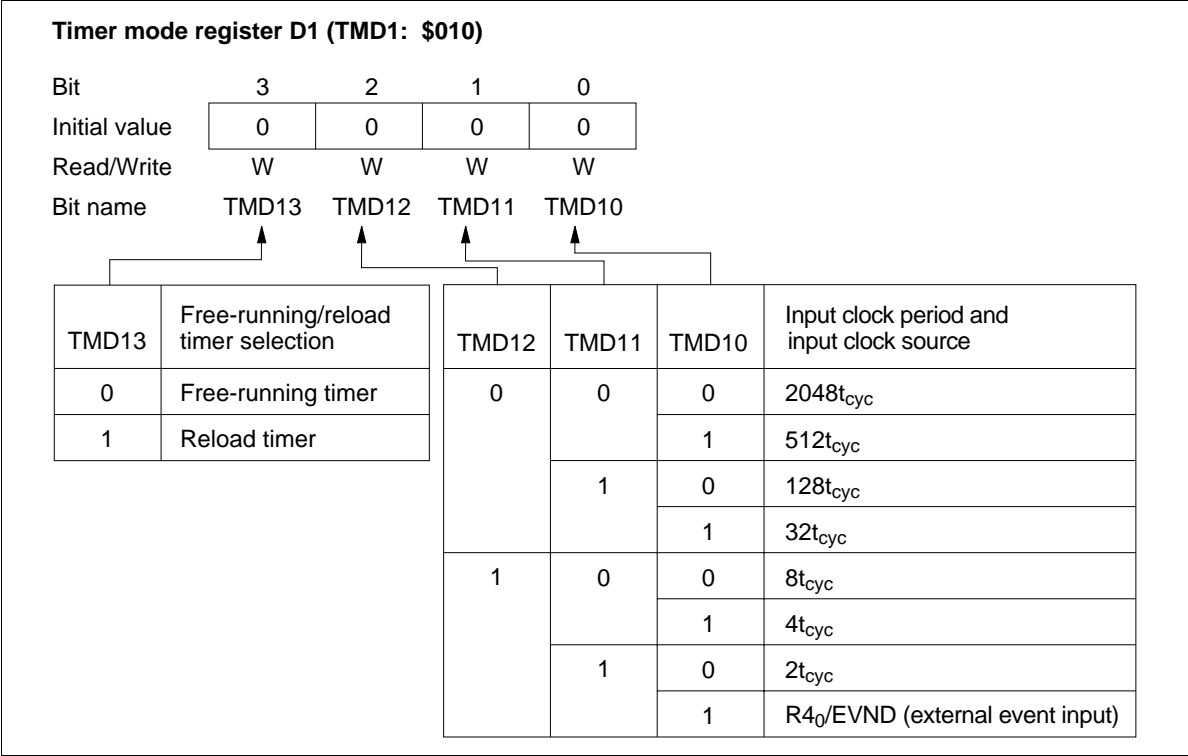 Timer mode register D1 (TMD1: $010)
Bit 3 2 1 0
Initial value 0 0 0 0
Read/Write W W W W
Bit name TMD13 TMD12 TMD11 TMD10
TMD13 Free-running/reload timer selection
0 Free-running timer
1 Reload timer
TMD12 TMD11 TMD10 Input clock period and input clock source
0 0 0 2048tcyc
1 512tcyc
1 0 128tcyc
1 32tcyc
1 0 0 8tcyc
1 4tcyc
1 0 2tcyc
1 R40/EVND (external event input)